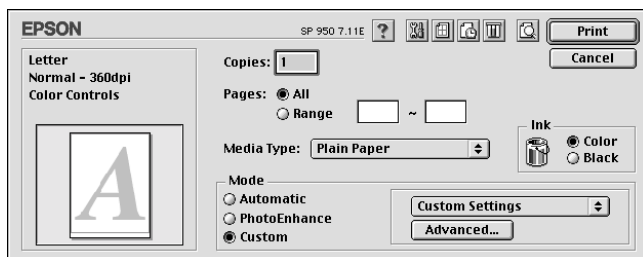 EPSON
SP 950 7.11E
?
Print
Letter
Normal - 360dpi
Color Controls
A
Copies: 1
Cancel
Pages: All
Range ~
Media Type: Plain Paper
Ink
Color
Black
Mode
Automatic
PhotoEnhance
Custom
Custom Settings
Advanced...